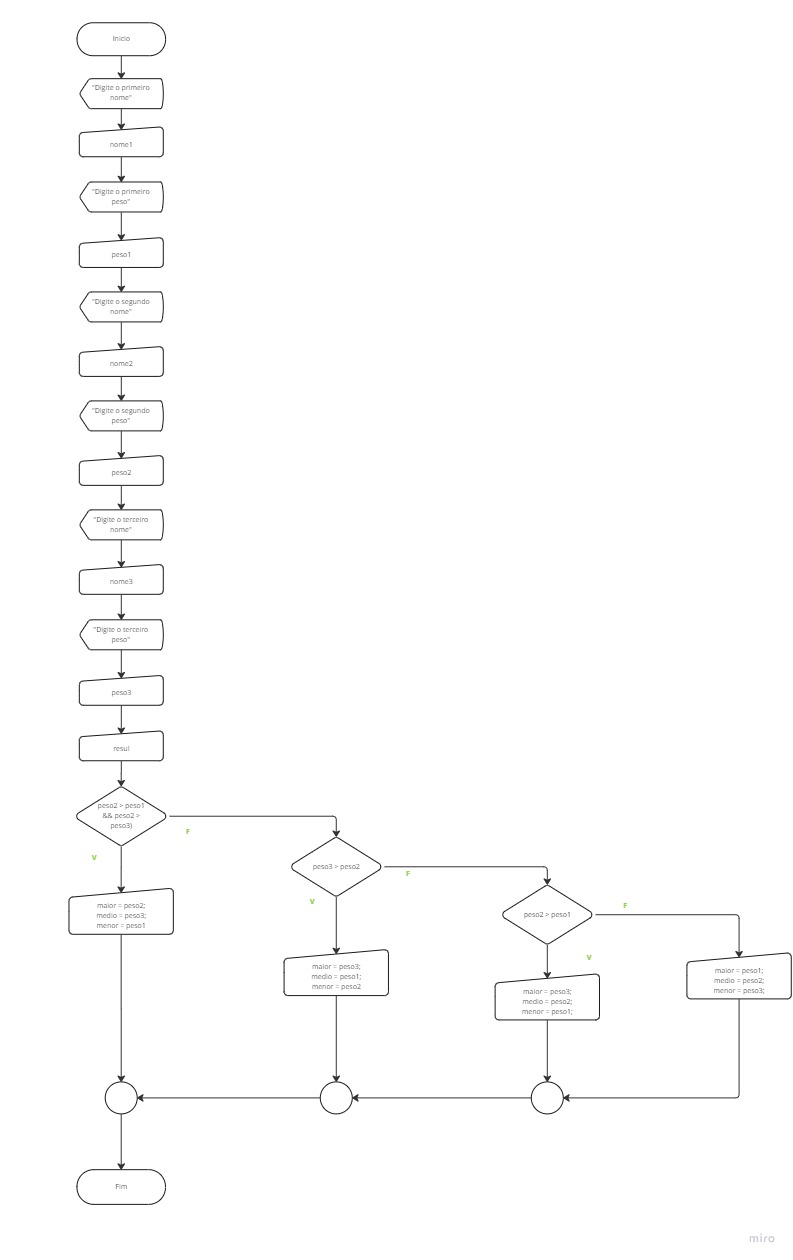 Inicio
"Digite o primeiro
nome"
nome1
"Digite o primeiro
peso"
peso1
"Digite o segundo
nome"
nome2
"Digite o segundo
peso"
peso2
"Digite o terceiro
nome"
nome3
"Digite o terceiro
peso"
peso3
resul
peso2 > peso1
&& peso2 >
peso3)
F
V
maior = peso2;
medio = peso3;
menor = peso1
peso3 > peso2
F
V
maior = peso3;
medio = peso1;
menor = peso2
peso2 > peso1
F
V
maior = peso3;
medio = peso2;
menor = peso1;
maior = peso1;
medio = peso2;
menor = peso3;
Fim
miro